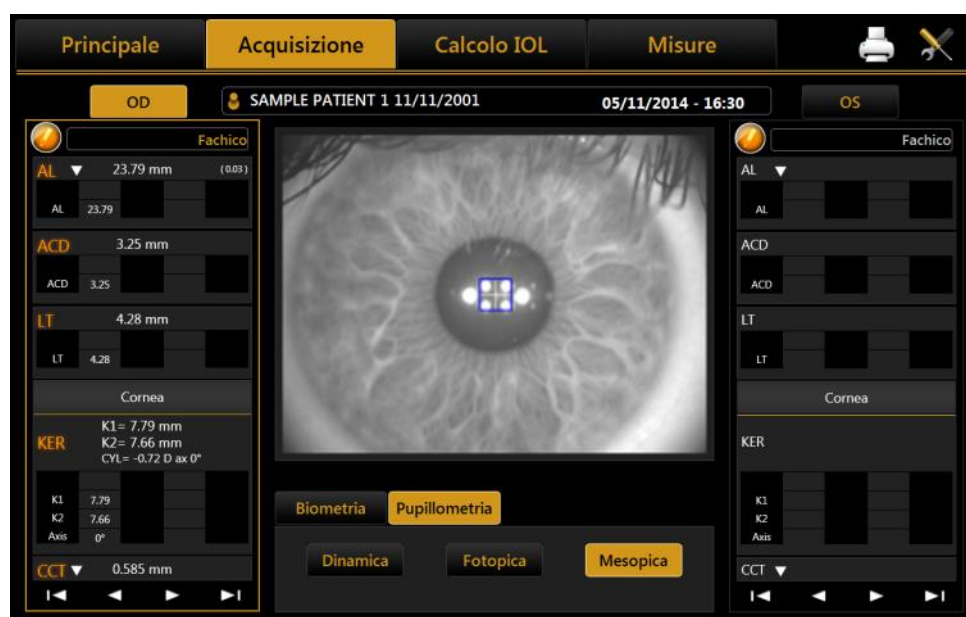 Principale
Acquisizione
Calcolo IOL
Misure
OD
SAMPLE PATIENT 1 11/11/2001 05/11/2014 - 16:30
OS
Fachico
AL 23.79 mm (0.03)
AL 23.79
ACD 3.25 mm
ACD 3.25
LT 4.28 mm
LT 4.28
Cornea
K1= 7.79 mm
KER K2= 7.66 mm
CYL= -0.72 D ax 0°
K1 7.79
K2 7.66
Axis 0°
CCT 0.585 mm
Biometria
Pupillometria
Dinamica
Fotopica
Mesopica
Fachico
AL
AL
ACD
ACD
LT
LT
Cornea
KER
K1
K2
Axis
CCT